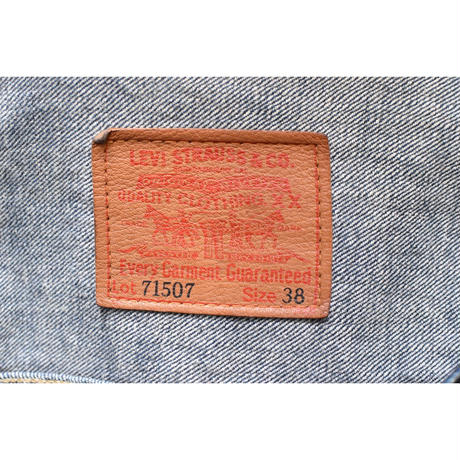 LEVI STRAUSS & CO.
QUALITY CLOTHING XX
Every Garment Guaranteed
Lot 71507 Size 38